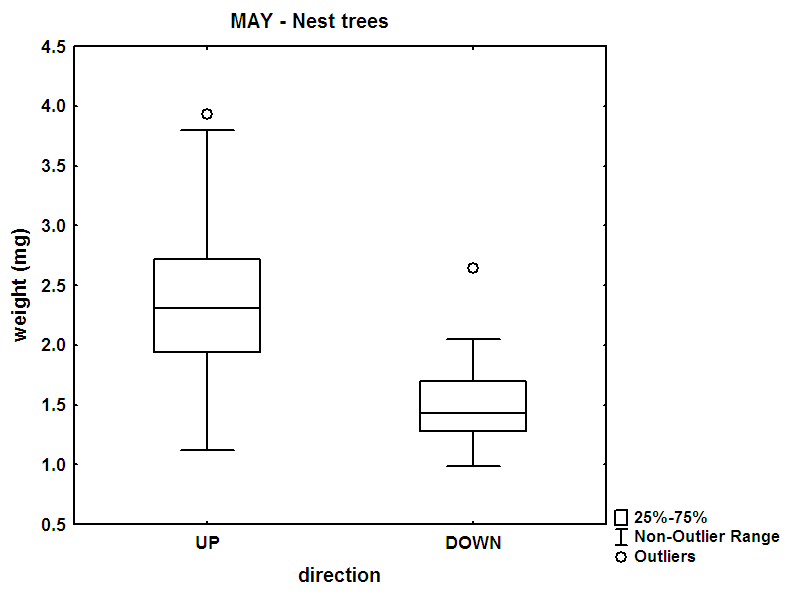 MAY - Nest trees
4.5
4.0
3.5
3.0
2.5
2.0
1.5
1.0
0.5
weight (mg)
UP DOWN
direction
25%-75%
Non-Outlier Range
Outliers